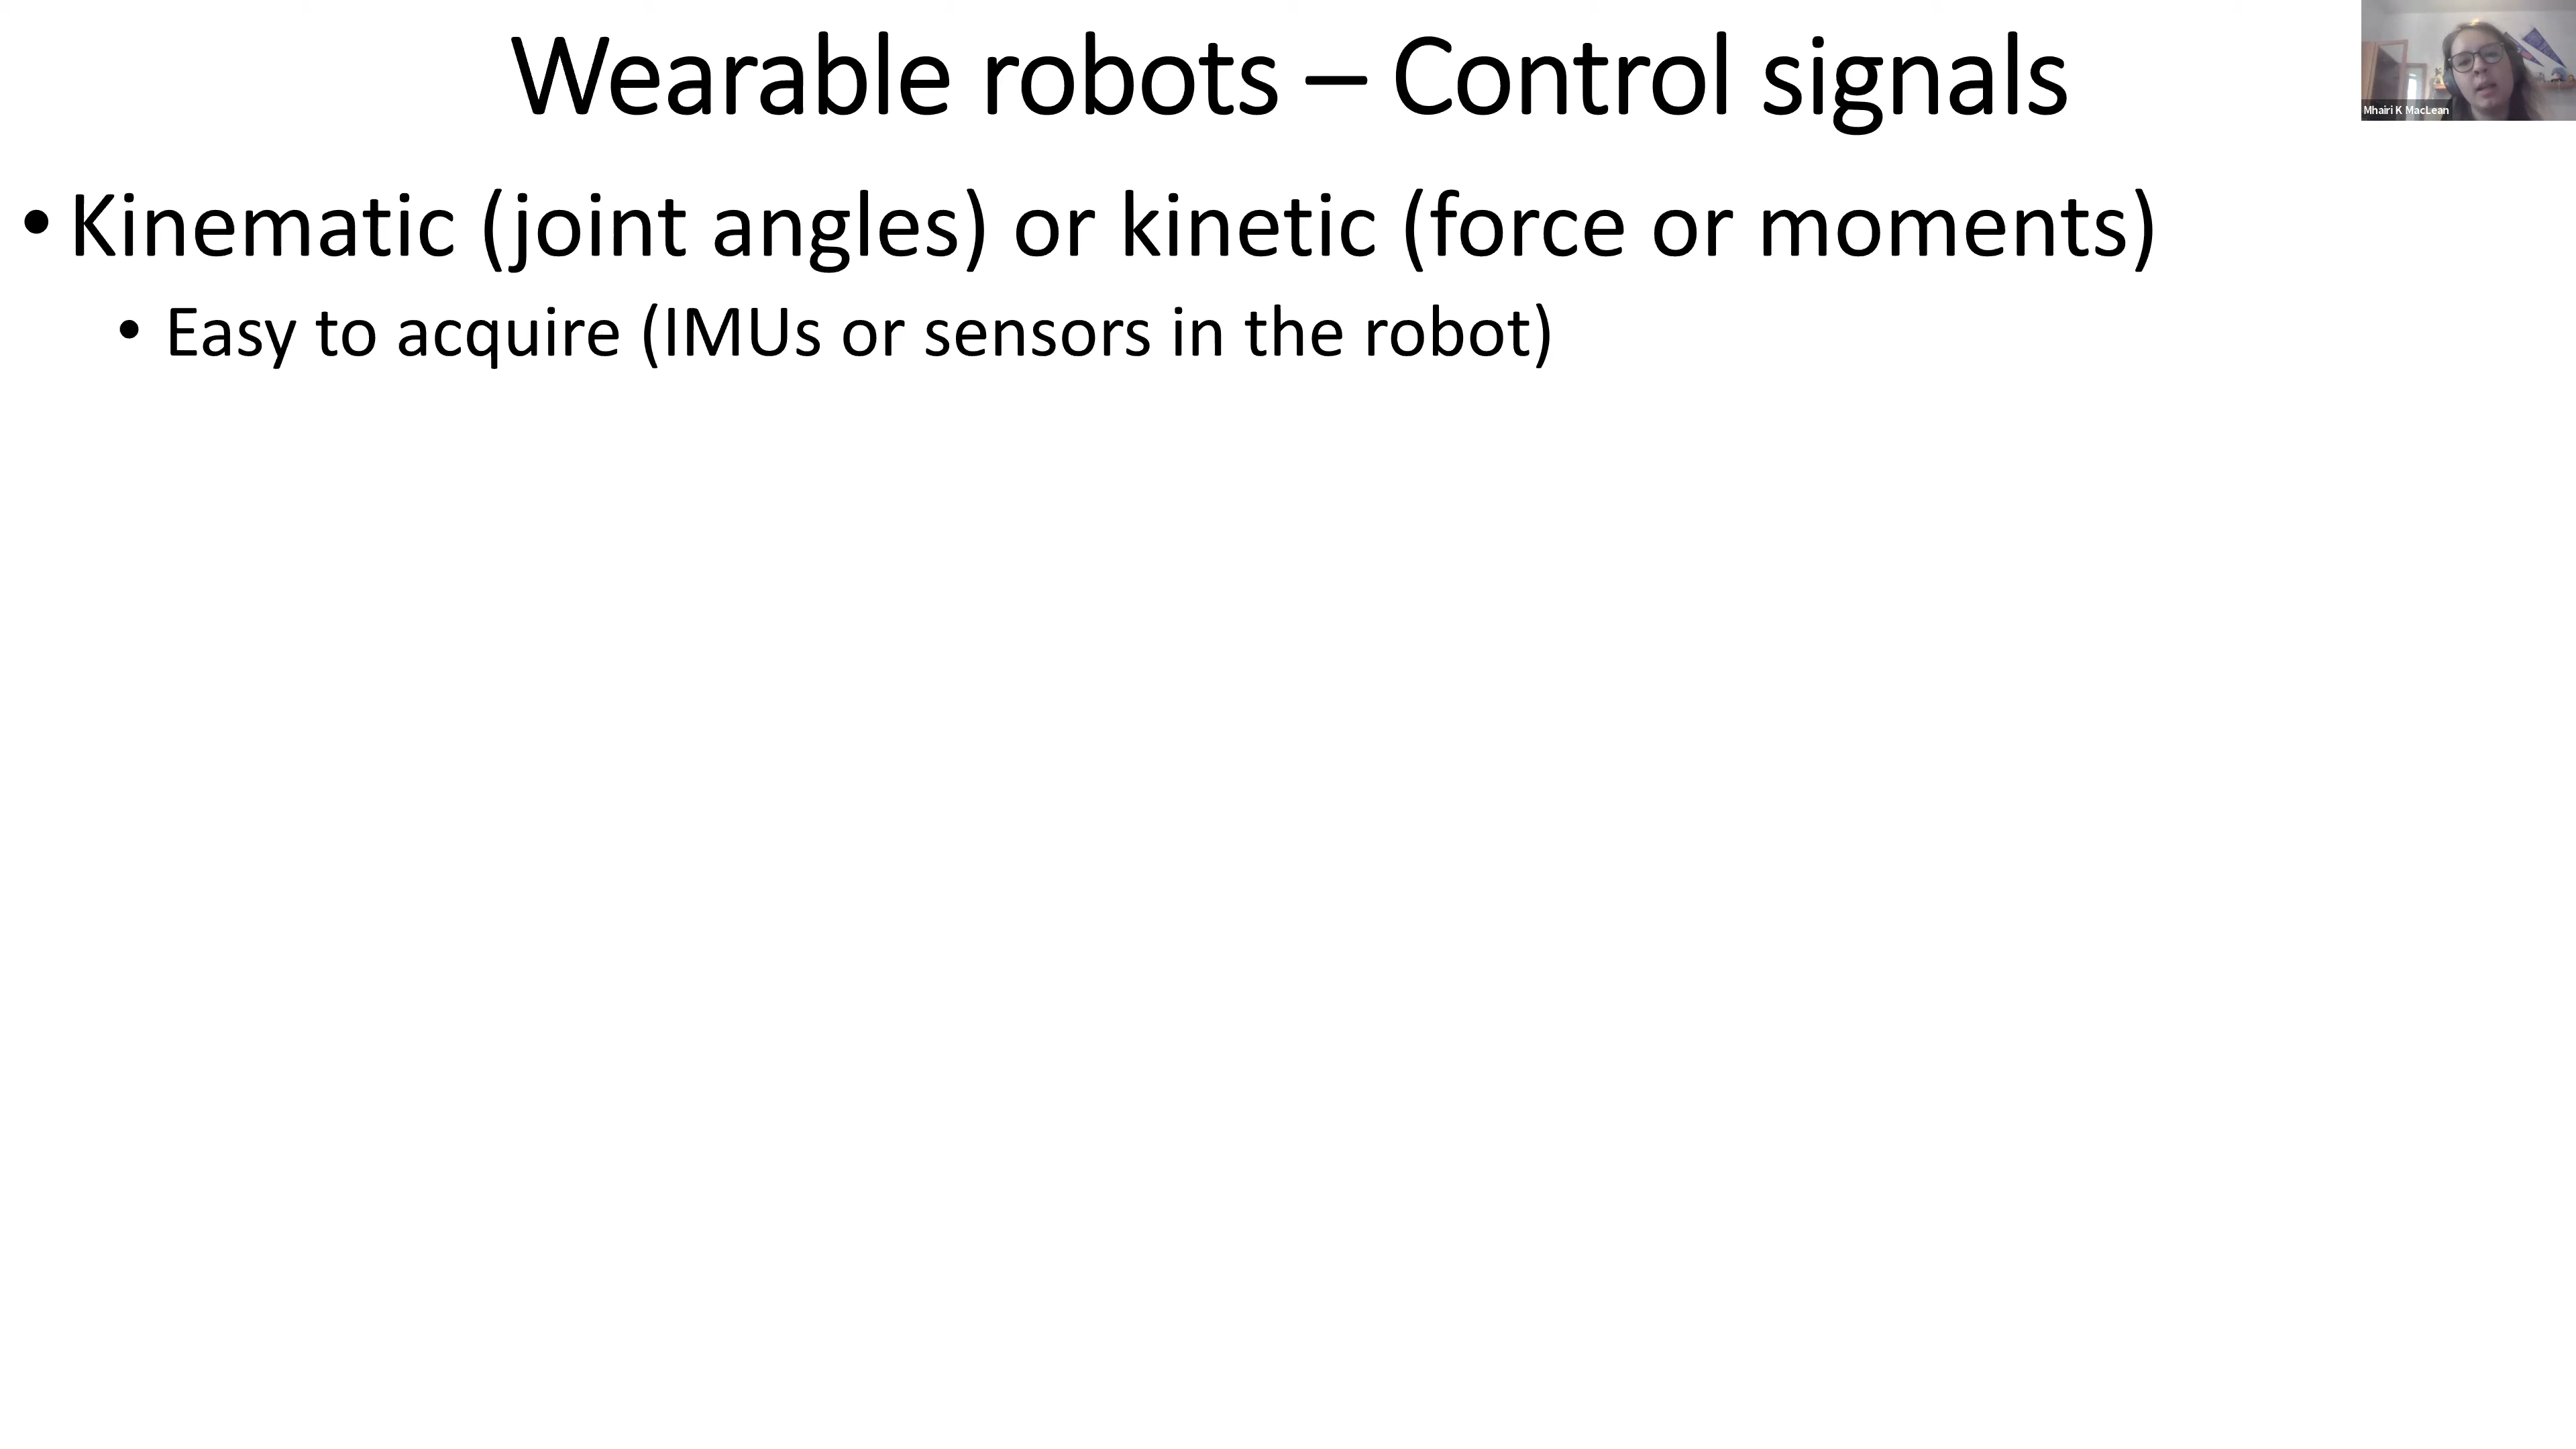 Wearable robots – Control signals
Mhairi K MacLean
• Kinematic (joint angles) or kinetic (force or moments)
• Easy to acquire (IMUs or sensors in the robot)